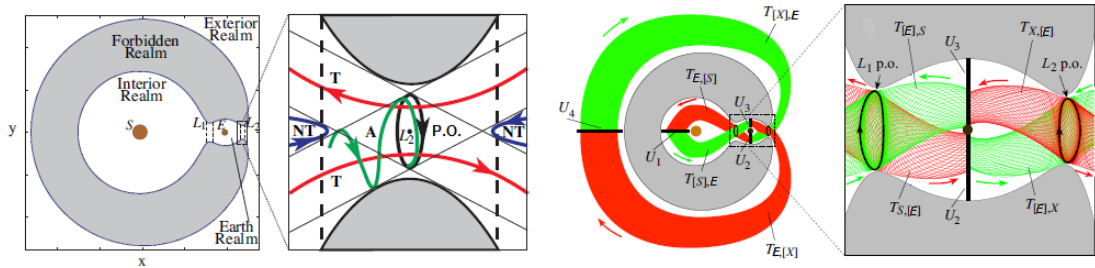 Exterior
Realm
Forbidden
Realm
Interior
Realm
S
L1
E
L
Earth
Realm
y
x
T
NT
A
L2
P.O.
NT
T
T[X],E
TE,[S]
U3
U4
U1
U2
T[S],E
TE,[X]
T[E],S
U3
TX,[E]
L1 p.o.
L2 p.o.
TS,[E]
U2
T[E],X